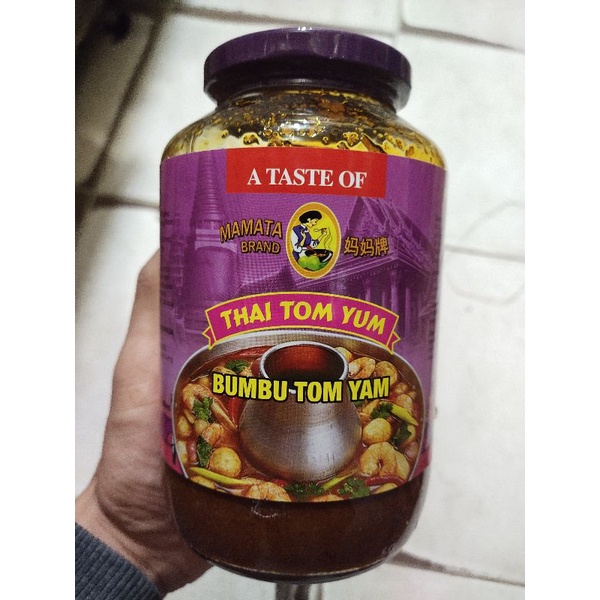 A TASTE OF
MAMATA
BRAND
妈妈牌
THAI TOM YUM
BUMBU TOM YAM